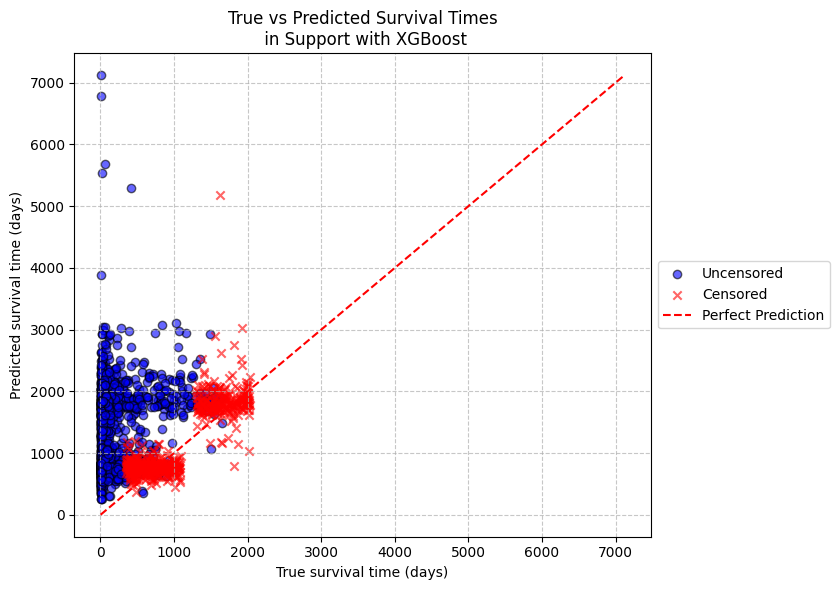 True vs Predicted Survival Times
in Support with XGBoost
Predicted survival time (days)
7000
6000
5000
4000
3000
2000
1000
0
0 1000 2000 3000 4000 5000 6000 7000
True survival time (days)
Uncensored
Censored
Perfect Prediction